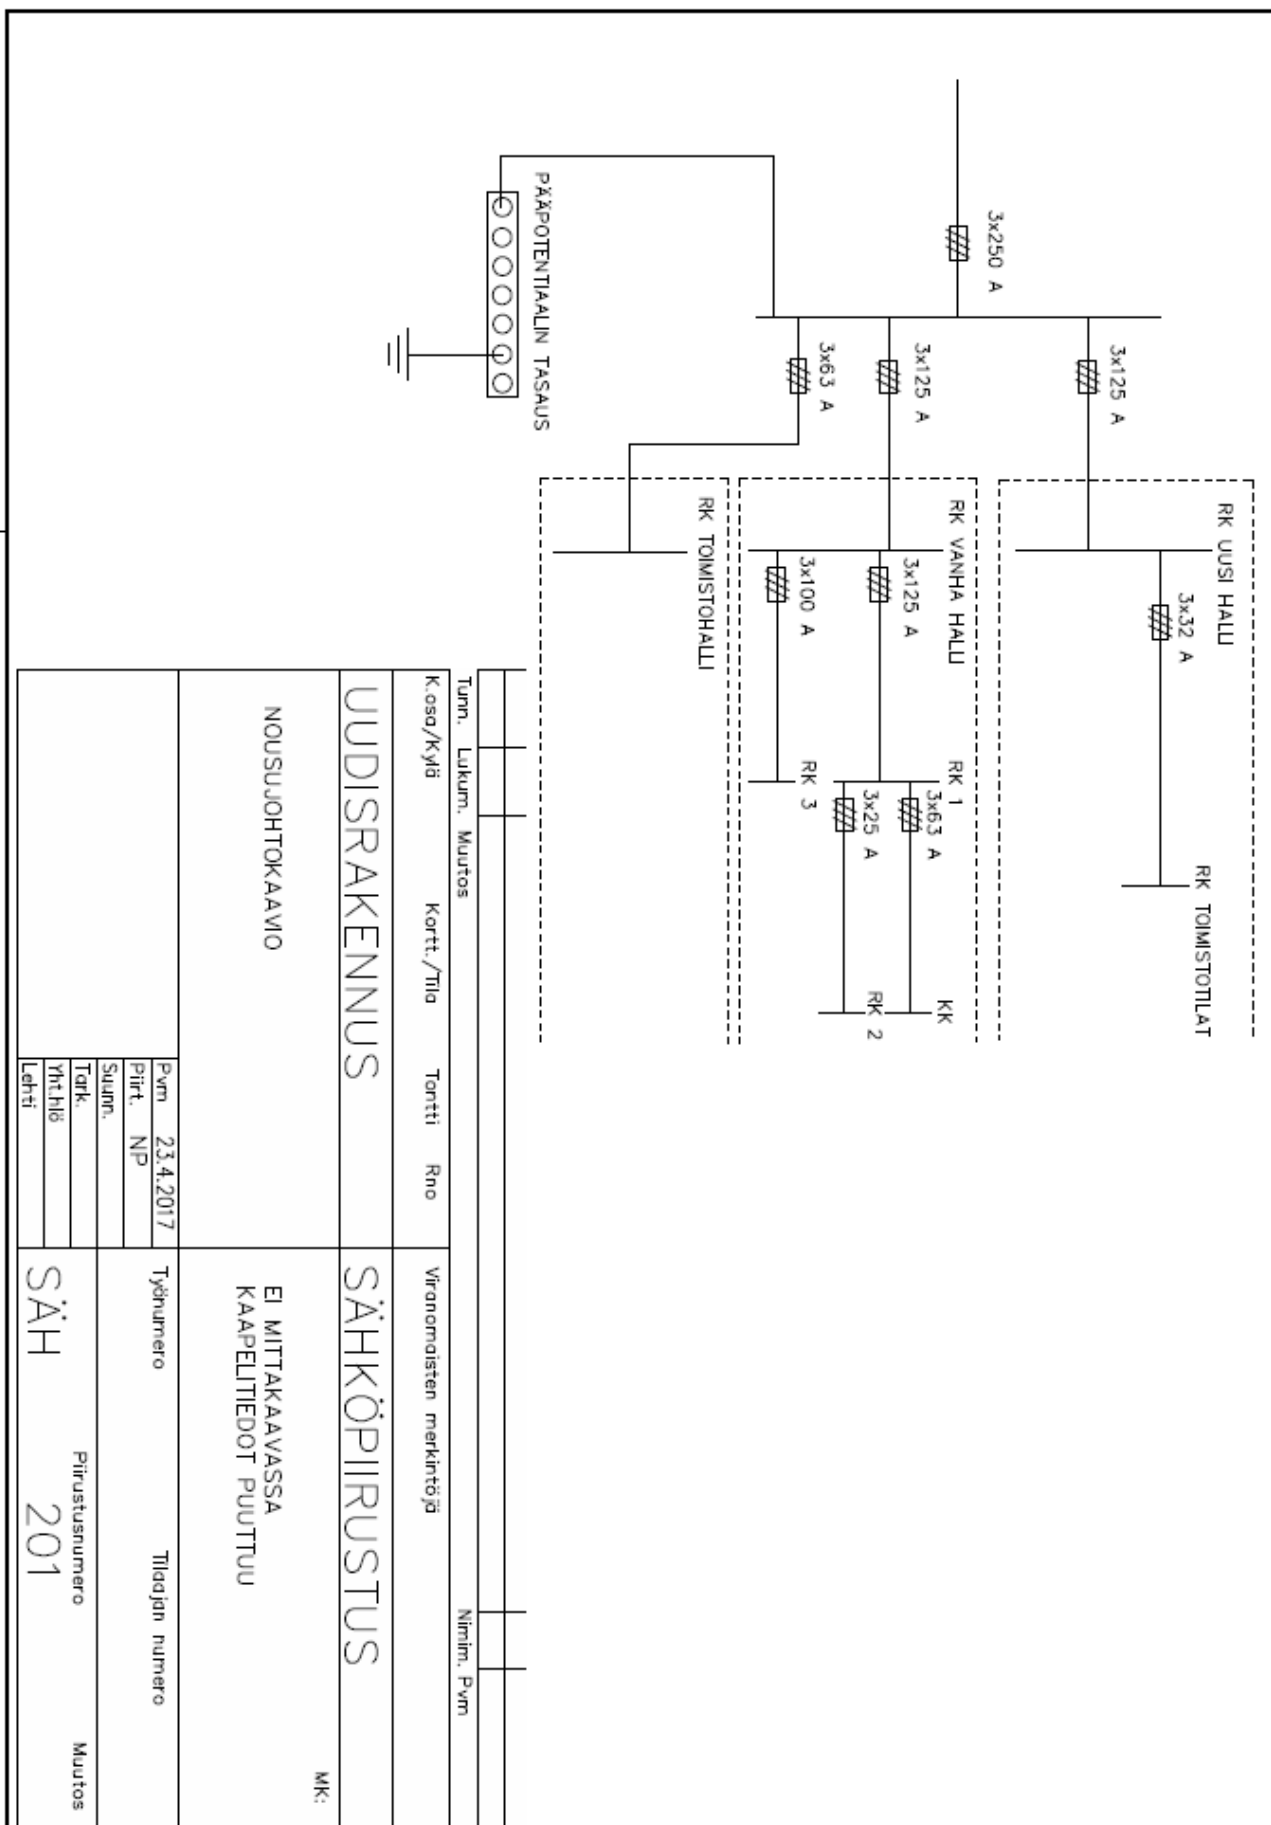 3x250 A
3x125 A
3x125 A
3x63 A
PÄÄPOTENTIAALIN TASAUS
RK UUSI HALLI
3x32 A
RK TOIMISTOTILAT
RK VANHA HALLI
3x125 A
3x100 A
RK 1
3x63 A
3x25 A
RK 3
KK
RK 2
RK TOIMISTOHALLI
Tunn. Lukum. Muutos Nimim. Pvm
K.osa/Kylä Kortt./Tila Tontti Rno Viranomaisten merkintöjä
UUDISRAKENNUS SÄHKÖPIIRUSTUS
MK:
NOUSUJOHTOKAAVIO
EI MITTAKAAVASSA
KAAPELITIEDOT PUUTTUU
Pvm 23.4.2017
Piirt. NP
Suunn.
Tark.
Yht.hlö
Lehti
Työnumero Tilaajan numero
Piirustusnumero Muutos
SÄH 201